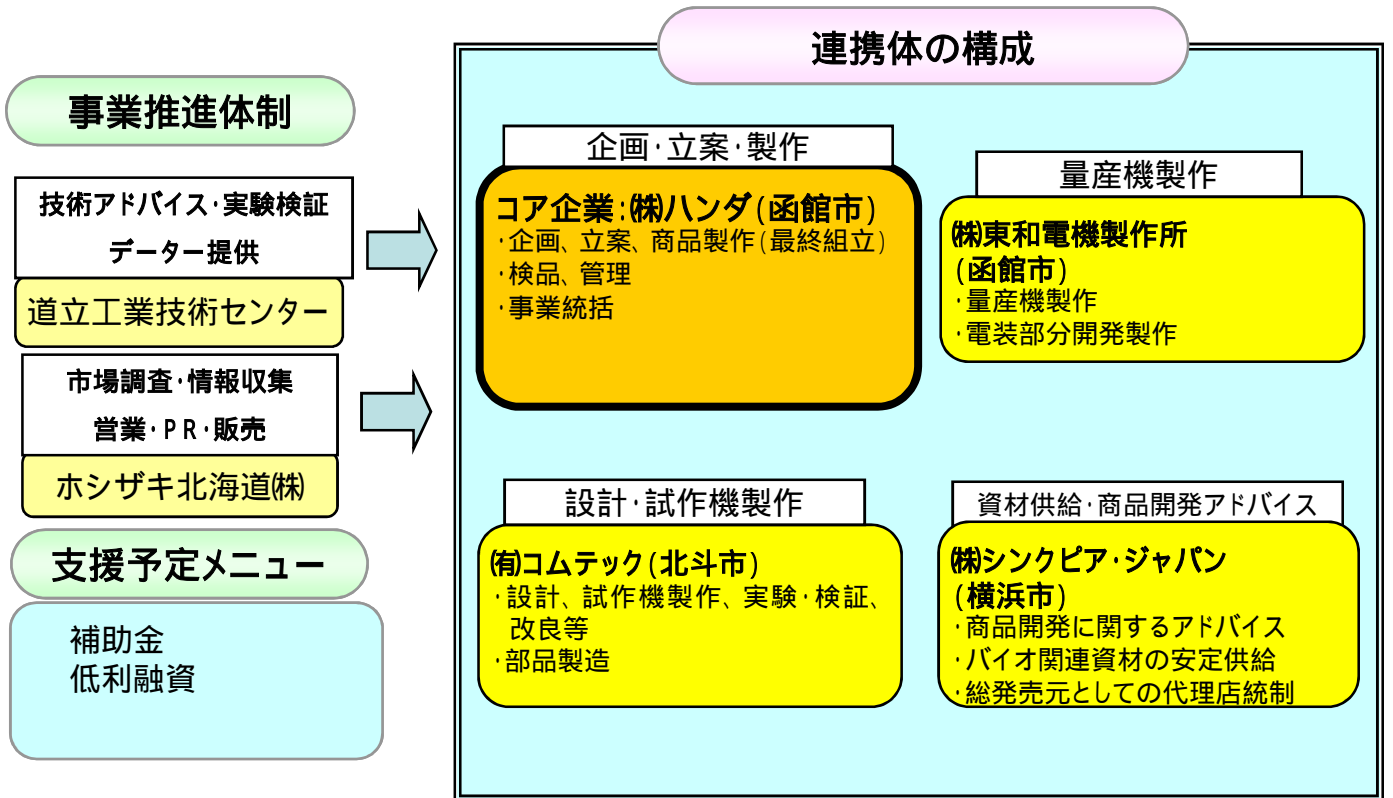 連携体の構成
事業推進体制
技術アドバイス・実験検証
データー提供
道立工業技術センター
市場調査・情報収集
営業・PR・販売
ホシザキ北海道㈱
支援予定メニュー
補助金
低利融資
企画・立案・製作
コア企業:㈱ハンダ(函館市)
・企画、立案、商品製作(最終組立)
・検品、管理
・事業統括
量産機製作
㈱東和電機製作所
(函館市)
・量産機製作
・電装部分開発製作
設計・試作機製作
㈲コムテック(北斗市)
・設計、試作機製作、実験・検証、
改良等
・部品製造
資材供給・商品開発アドバイス
㈱シンクピア・ジャパン
(横浜市)
・商品開発に関するアドバイス
・バイオ関連資材の安定供給
・総発売元としての代理店統制